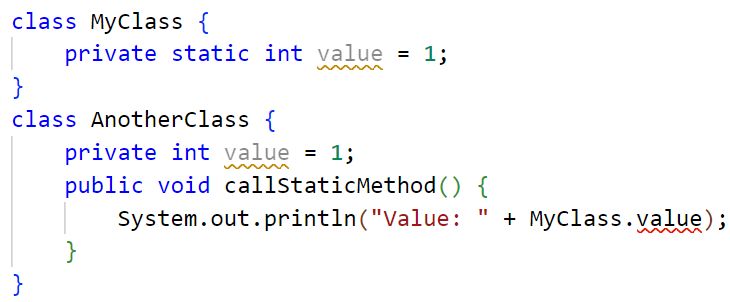 class MyClass {
    private static int value = 1;
}
class AnotherClass {
    private int value = 1;
    public void callStaticMethod() {
        System.out.println("Value: " + MyClass.value);
    }
}